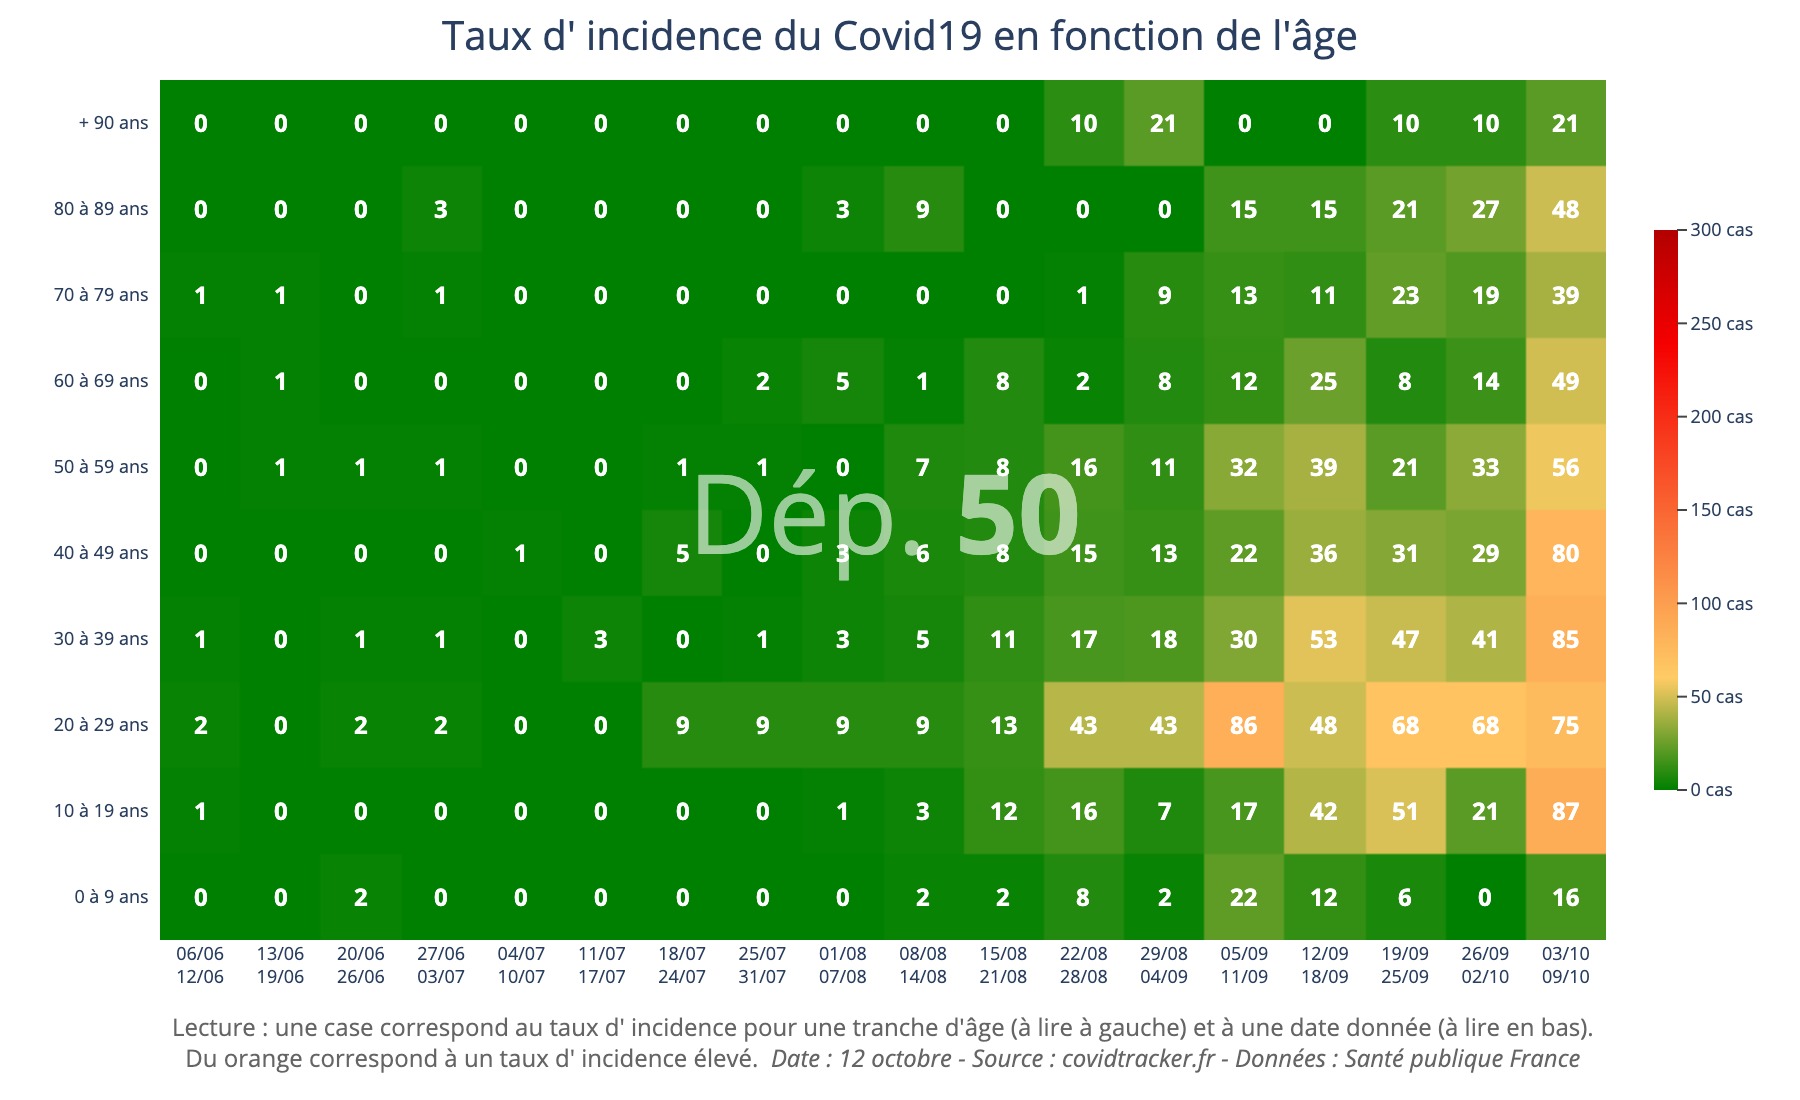 Taux d' incidence du Covid19 en fonction de l'âge
+ 90 ans 0 0 0 0 0 0 0 0 0 0 0 10 21 0 0 10 10 21
80 à 89 ans 0 0 0 3 0 0 0 0 3 9 0 0 0 15 15 21 27 48
300 cas
70 à 79 ans 1 1 0 1 0 0 0 0 0 0 0 1 9 13 11 23 19 39
250 cas
60 à 69 ans 0 1 0 0 0 0 0 2 5 1 8 2 8 12 25 8 14 49
200 cas
50 à 59 ans 0 1 1 1 0 0 1 1 0 7 8 16 11 32 39 21 33 56
Dép. 50
150 cas
40 à 49 ans 0 0 0 0 1 0 5 0 3 6 8 15 13 22 36 31 29 80
100 cas
30 à 39 ans 1 0 1 1 0 3 0 1 3 5 11 17 18 30 53 47 41 85
50 cas
20 à 29 ans 2 0 2 2 0 0 9 9 9 9 13 43 43 86 48 68 68 75
0 cas
10 à 19 ans 1 0 0 0 0 0 0 0 1 3 12 16 7 17 42 51 21 87
0 à 9 ans 0 0 2 0 0 0 0 0 0 2 2 8 2 22 12 6 0 16
06/06 13/06 20/06 27/06 04/07 11/07 18/07 25/07 01/08 08/08 15/08 22/08 29/08 05/09 12/09 19/09 26/09 03/10
12/06 19/06 26/06 03/07 10/07 17/07 24/07 31/07 07/08 14/08 21/08 28/08 04/09 11/09 18/09 25/09 02/10 09/10
Lecture : une case correspond au taux d' incidence pour une tranche d'âge (à lire à gauche) et à une date donnée (à lire en bas).
Du orange correspond à un taux d' incidence élevé. Date : 12 octobre - Source : covidtracker.fr - Données : Santé publique France